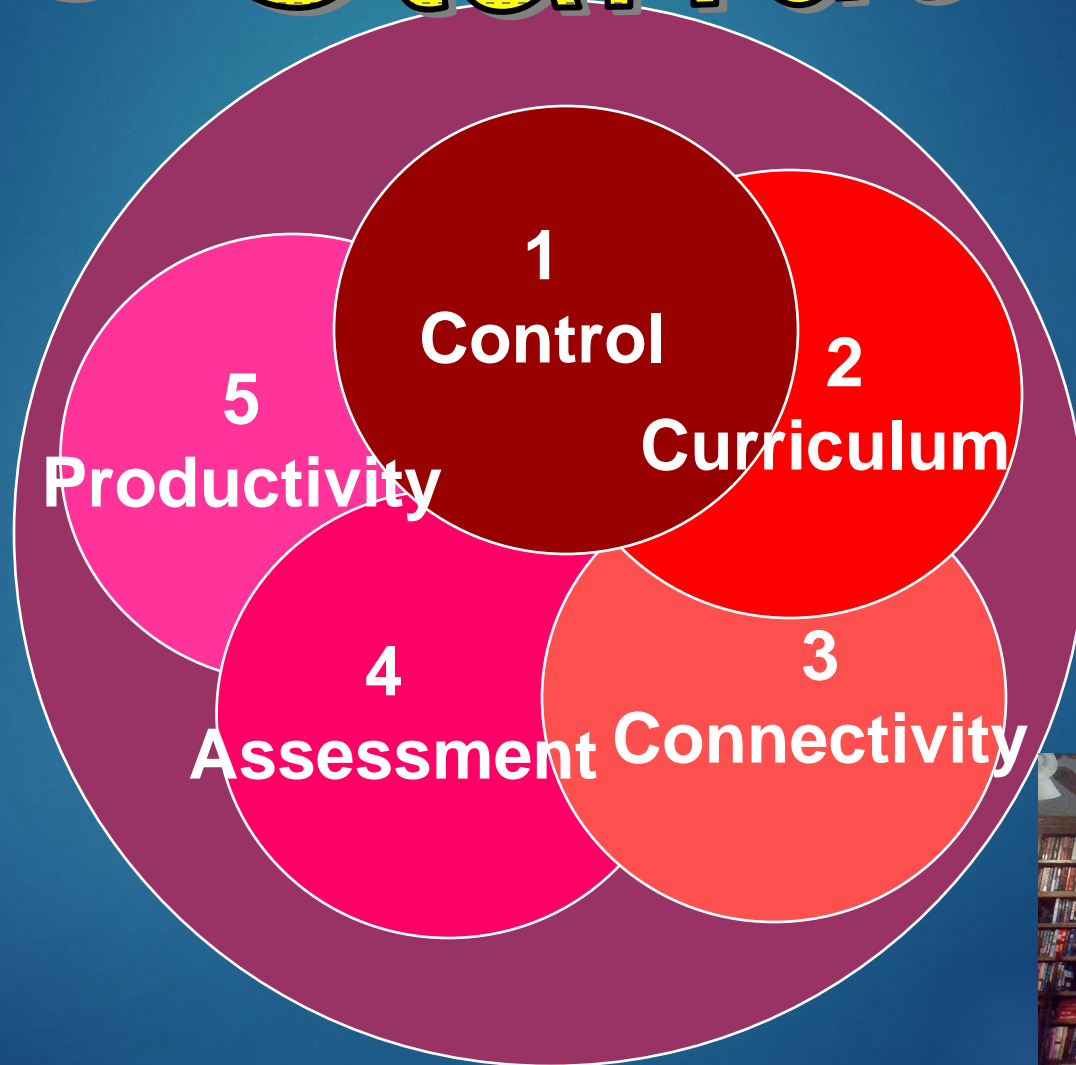 1
Control
2
Curriculum
3
Connectivity
4
Assessment
5
Productivity